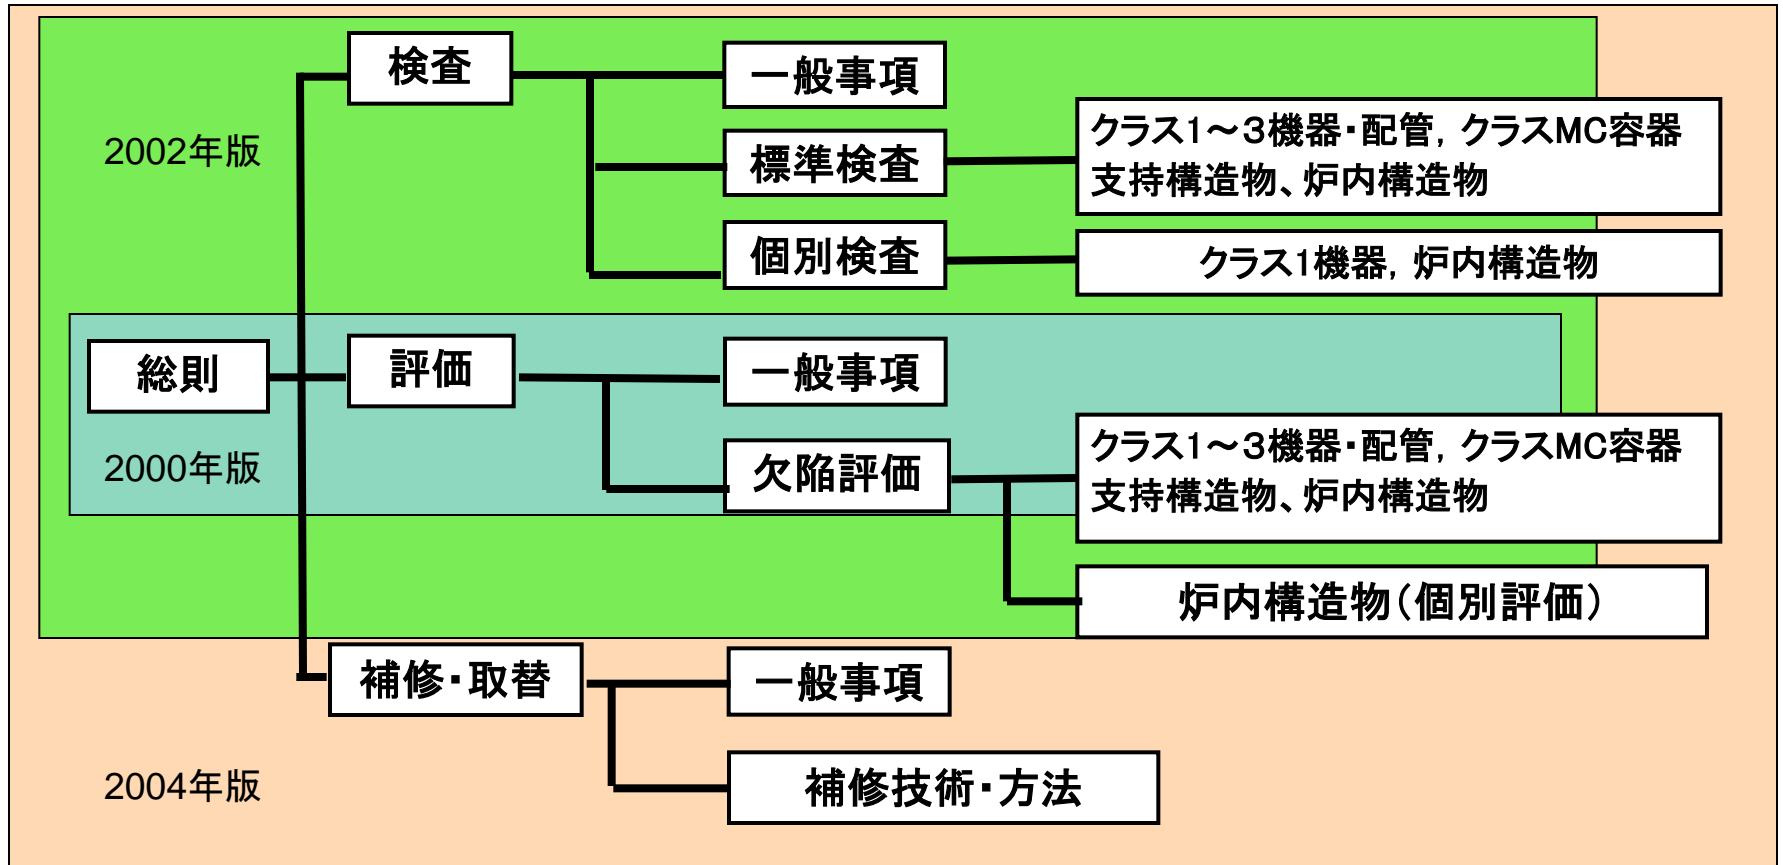 検査
一般事項
2002年版
標準検査
クラス1～3機器・配管，クラスMC容器
支持構造物、炉内構造物
個別検査
クラス1機器，炉内構造物
総則
評価
一般事項
2000年版
欠陥評価
クラス1～3機器・配管，クラスMC容器
支持構造物、炉内構造物
炉内構造物（個別評価）
補修・取替
一般事項
2004年版
補修技術・方法